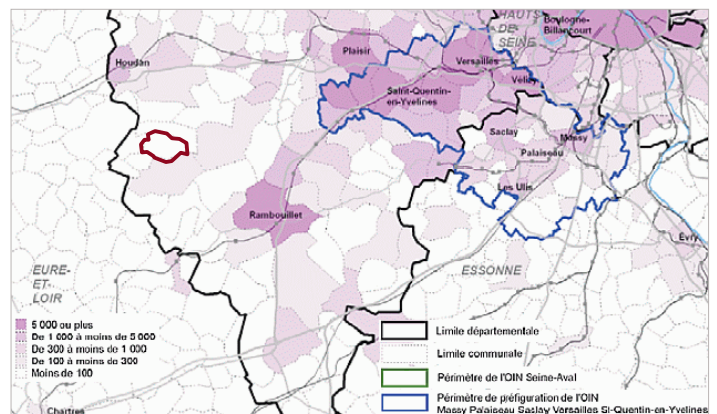 HAUTS
DE-
SEINE
Boulogne-
Billancourt
Plaisir
Houdan
Versailles
Vélizy
Saint-Quentin-
en-Yvelines
Saclay
Massy
Palaiseau
Les Ulis
Rambouillet
Evry
EURE-
ET-
LOIR
ESSONNE
5 000 ou plus
De 1 000 à moins de 5 000
De 300 à moins de 1 000
De 100 à moins de 300
Moins de 100
Limite départementale
Limite communale
Périmètre de l'OIN Seine-Aval
Périmètre de préfiguration de l'OIN
Massy Palaiseau Saclay Versailles St-Quentin-en-Yvelines
Chartres